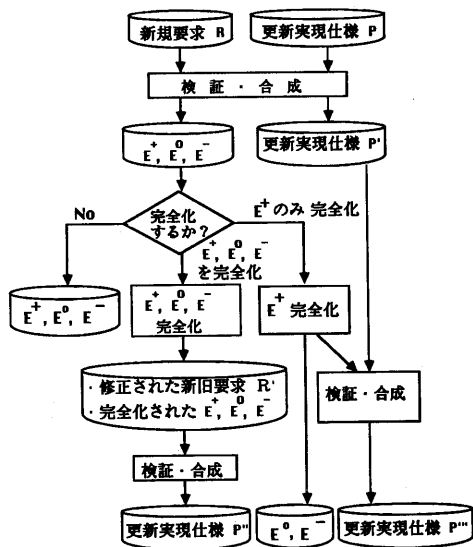 新規要求 R
更新実現仕様 P
検証・合成
E⁺, E⁰, E⁻
更新実現仕様 P'
No
完全化
するか?
E⁺ のみ 完全化
E⁺, E⁰, E⁻
を完全化
E⁺, E⁰, E⁻
E⁺, E⁰, E⁻
完全化
E⁺ 完全化
・修正された新旧要求 R'
・完全化された E⁺, E⁰, E⁻
検証・合成
検証・合成
更新実現仕様 P"
E⁰, E⁻
更新実現仕様 P'''